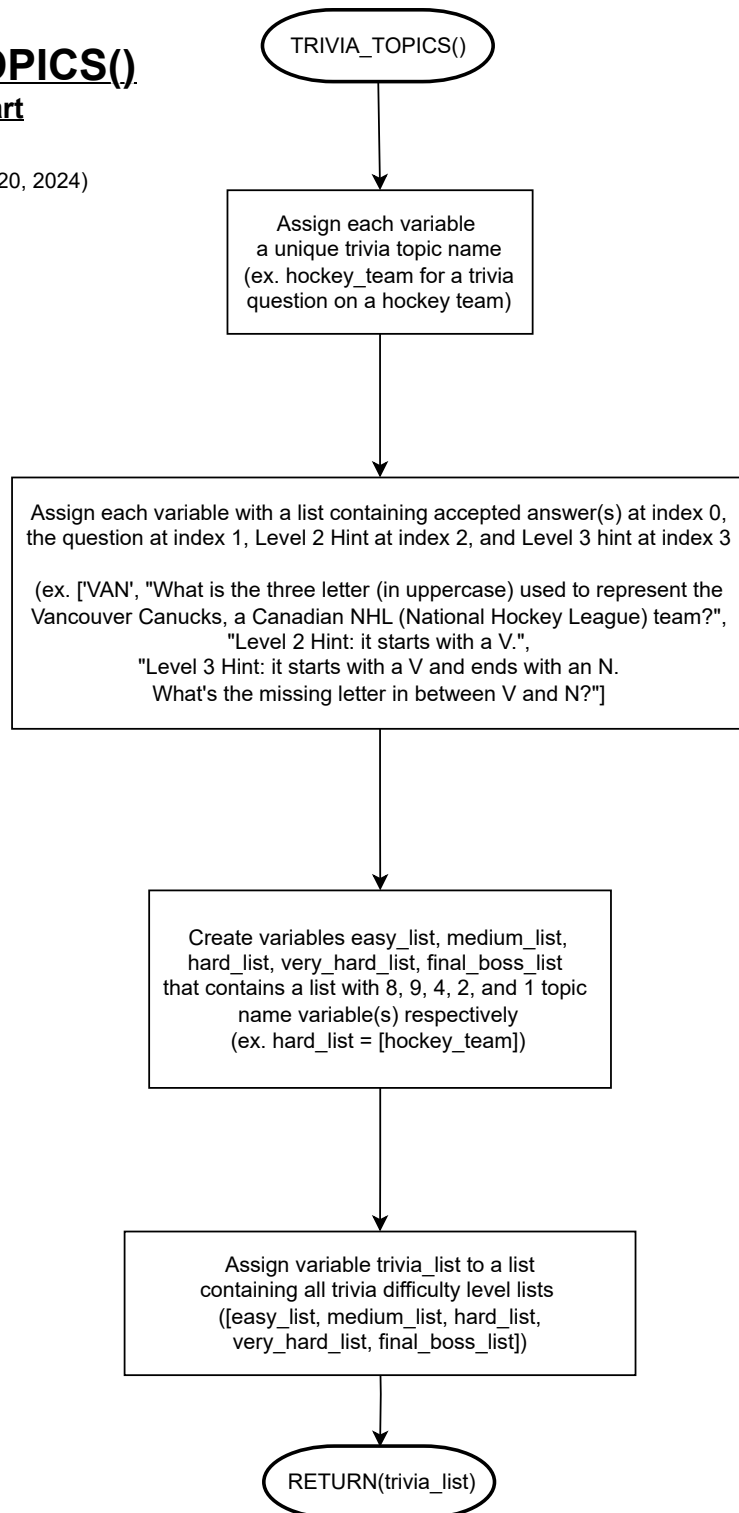 OPICS()
art
20, 2024)
TRIVIA_TOPICS()
Assign each variable
a unique trivia topic name
(ex. hockey_team for a trivia
question on a hockey team)
Assign each variable with a list containing accepted answer(s) at index 0,
the question at index 1, Level 2 Hint at index 2, and Level 3 hint at index 3
(ex. ['VAN', "What is the three letter (in uppercase) used to represent the
Vancouver Canucks, a Canadian NHL (National Hockey League) team?",
"Level 2 Hint: it starts with a V.",
"Level 3 Hint: it starts with a V and ends with an N.
What's the missing letter in between V and N?"]
Create variables easy_list, medium_list,
hard_list, very_hard_list, final_boss_list
that contains a list with 8, 9, 4, 2, and 1 topic
name variable(s) respectively
(ex. hard_list = [hockey_team])
Assign variable trivia_list to a list
containing all trivia difficulty level lists
([easy_list, medium_list, hard_list,
very_hard_list, final_boss_list])
RETURN(trivia_list)